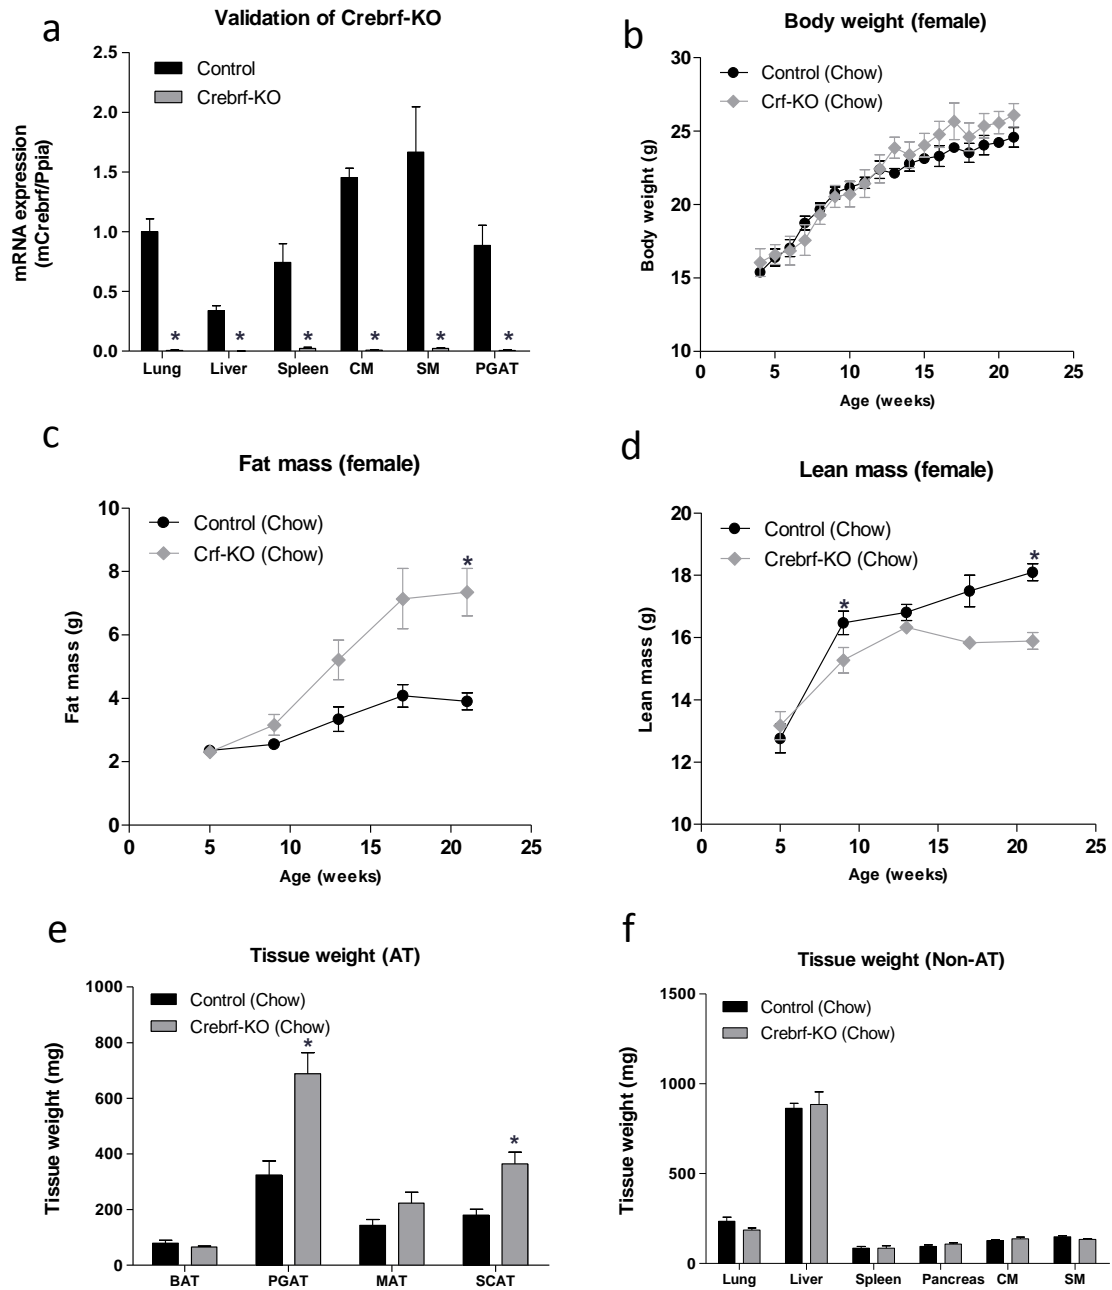 a
Validation of Crebrf-KO
2.5
2.0
1.5
1.0
0.5
0.0
mRNA expression
(mCrebrf/Ppia)
Control
Crebrf-KO
* * * * * *
Lung Liver Spleen CM SM PGAT
b
Body weight (female)
30
25
20
15
10
Body weight (g)
Control (Chow)
Crf-KO (Chow)
0 5 10 15 20 25
Age (weeks)
c
Fat mass (female)
10
8
6
4
2
0
Fat mass (g)
Control (Chow)
Crf-KO (Chow)
*
0 5 10 15 20 25
Age (weeks)
d
Lean mass (female)
20
18
16
14
12
10
Lean mass (g)
Control (Chow)
Crebrf-KO (Chow)
* *
0 5 10 15 20 25
Age (weeks)
e
Tissue weight (AT)
1000
800
600
400
200
0
Tissue weight (mg)
Control (Chow)
Crebrf-KO (Chow)
* *
BAT PGAT MAT SCAT
f
Tissue weight (Non-AT)
1500
1000
500
0
Tissue weight (mg)
Control (Chow)
Crebrf-KO (Chow)
Lung Liver Spleen Pancreas CM SM